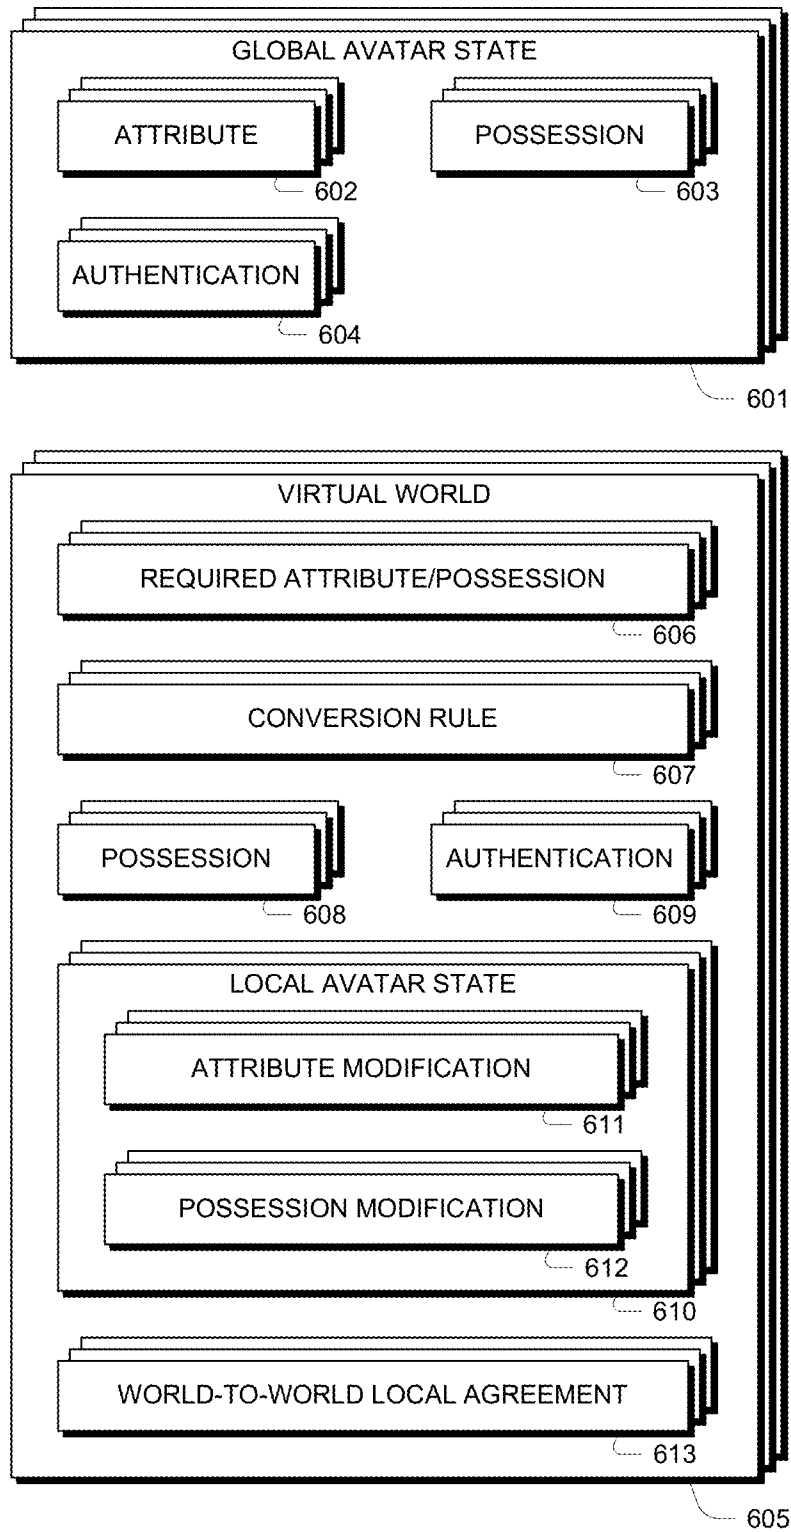 GLOBAL AVATAR STATE
ATTRIBUTE
POSSESSION
602
603
AUTHENTICATION
604
601
VIRTUAL WORLD
REQUIRED ATTRIBUTE/POSSESSION
606
CONVERSION RULE
607
POSSESSION
AUTHENTICATION
608
609
LOCAL AVATAR STATE
ATTRIBUTE MODIFICATION
611
POSSESSION MODIFICATION
612
610
WORLD-TO-WORLD LOCAL AGREEMENT
613
605